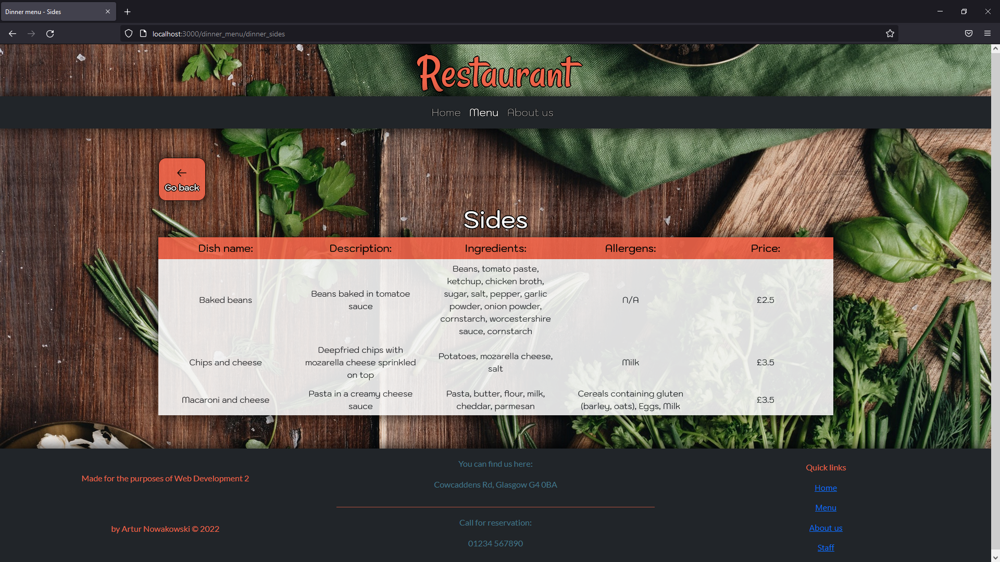 Dinner menu - Sides
localhost:3000/dinner_menu/dinner_sides
Restaurant
Home Menu About us
Go back
Sides
Dish name: Description: Ingredients: Allergens: Price:
Baked beans
Beans baked in tomatoe
sauce
Beans, tomato paste,
ketchup, chicken broth,
sugar, salt, pepper, garlic
powder, onion powder,
cornstarch, worcestershire
sauce, cornstarch
N/A
£2.5
Chips and cheese
Deepfried chips with
mozarella cheese sprinkled
on top
Potatoes, mozarella cheese,
salt
Milk
£3.5
Macaroni and cheese
Pasta in a creamy cheese
sauce
Pasta, butter, flour, milk,
cheddar, parmesan
Cereals containing gluten
(barley, oats), Eggs, Milk
£3.5
Made for the purposes of Web Development 2
by Artur Nowakowski © 2022
You can find us here:
Cowcaddens Rd, Glasgow G4 0BA
Call for reservation:
01234 567890
Quick links
Home
Menu
About us
Staff